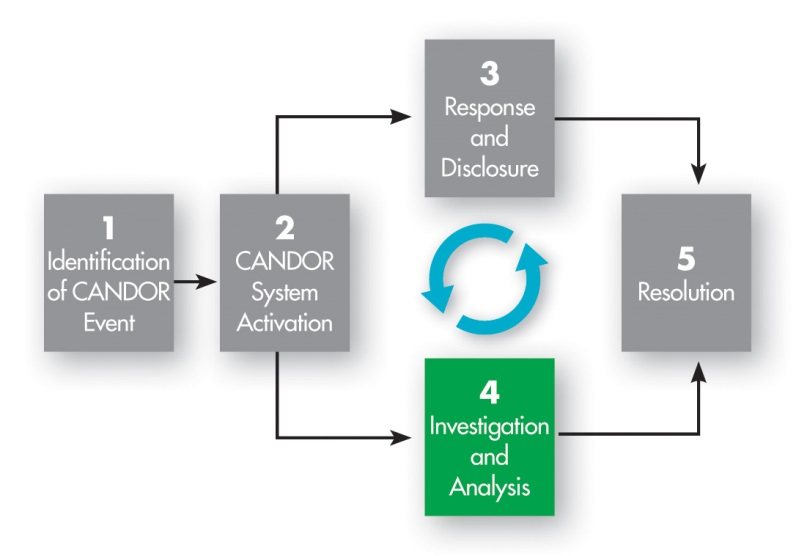 1
Identification
of CANDOR
Event
2
CANDOR
System
Activation
3
Response
and
Disclosure
4
Investigation
and
Analysis
5
Resolution